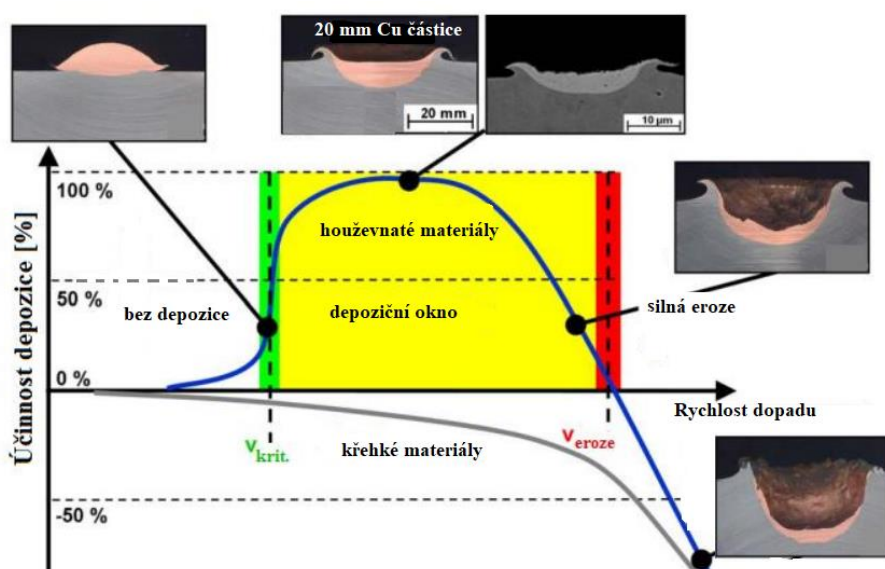 20 mm Cu částice
20 mm
10 µm
Účinnost depozice [%]
100 %
houževnaté materiály
50 %
bez depozice
depoziční okno
silná eroze
0 %
Rychlost dopadu
v krit.
křehké materiály
v eroze
-50 %